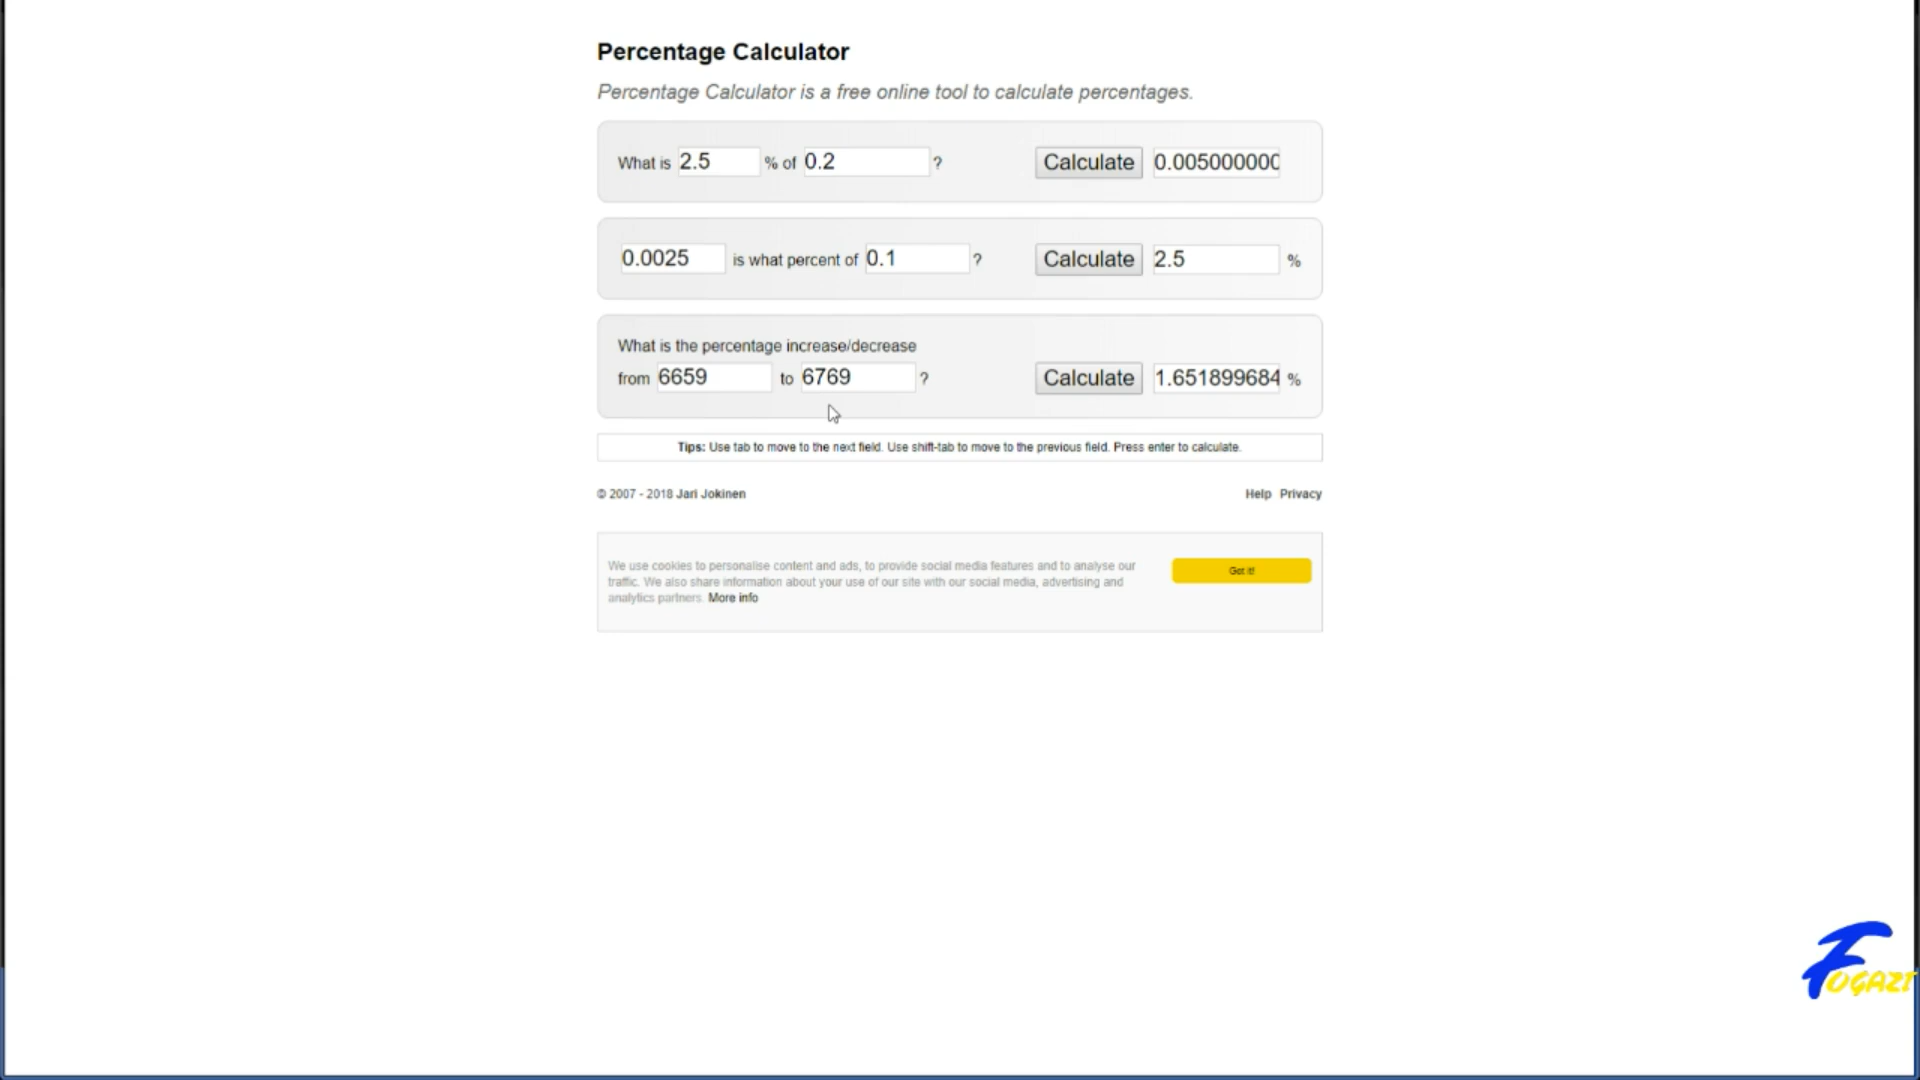 Percentage Calculator
Percentage Calculator is a free online tool to calculate percentages.
What is 2.5 % of 0.2 ? Calculate 0.005000000
0.0025 is what percent of 0.1 ? Calculate 2.5 %
What is the percentage increase/decrease
from 6659 to 6769 ? Calculate 1.651899684 %
Tips: Use tab to move to the next field. Use shift-tab to move to the previous field. Press enter to calculate.
© 2007 - 2018 Jari Jokinen Help Privacy
We use cookies to personalise content and ads, to provide social media features and to analyse our
traffic. We also share information about your use of our site with our social media, advertising and
analytics partners. More info
Got it!
FOGAZI